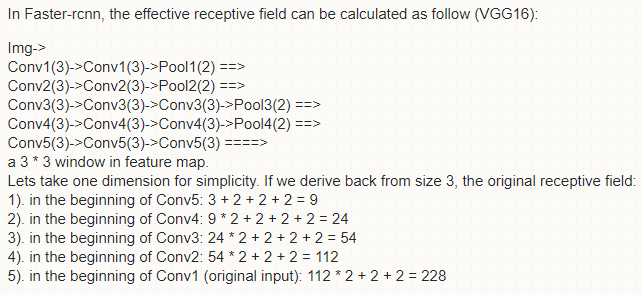 In Faster-rcnn, the effective receptive field can be calculated as follow (VGG16):
Img->
Conv1(3)->Conv1(3)->Pool1(2) ==>
Conv2(3)->Conv2(3)->Pool2(2) ==>
Conv3(3)->Conv3(3)->Conv3(3)->Pool3(2) ==>
Conv4(3)->Conv4(3)->Conv4(3)->Pool4(2) ==>
Conv5(3)->Conv5(3)->Conv5(3) ====>
a 3 * 3 window in feature map.
Lets take one dimension for simplicity. If we derive back from size 3, the original receptive field:
1). in the beginning of Conv5: 3 + 2 + 2 + 2 = 9
2). in the beginning of Conv4: 9 * 2 + 2 + 2 + 2 = 24
3). in the beginning of Conv3: 24 * 2 + 2 + 2 + 2 = 54
4). in the beginning of Conv2: 54 * 2 + 2 + 2 = 112
5). in the beginning of Conv1 (original input): 112 * 2 + 2 + 2 = 228